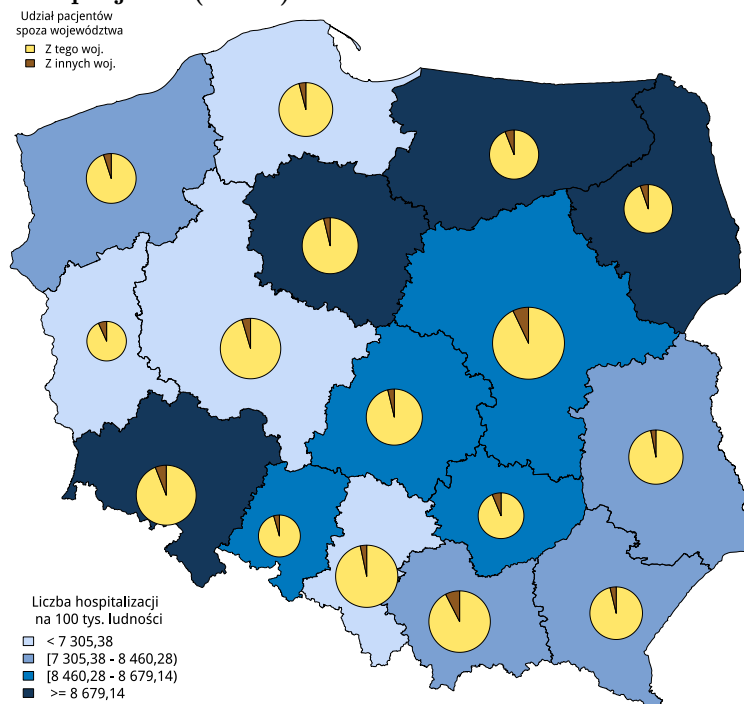 Udział pacjentów
spoza województwa
Z tego woj.
Z innych woj.
Liczba hospitalizacji
na 100 tys. ludności
< 7 305,38
[7 305,38 - 8 460,28)
[8 460,28 - 8 679,14)
>= 8 679,14